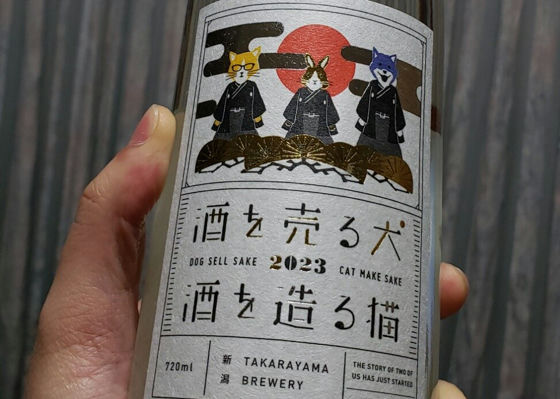 酒を売る犬
DOG SELL SAKE 2023 CAT MAKE SAKE
酒を造る猫
720ml
新潟
TAKARAYAMA
BREWERY
THE STORY OF TWO OF
US HAS JUST STARTED